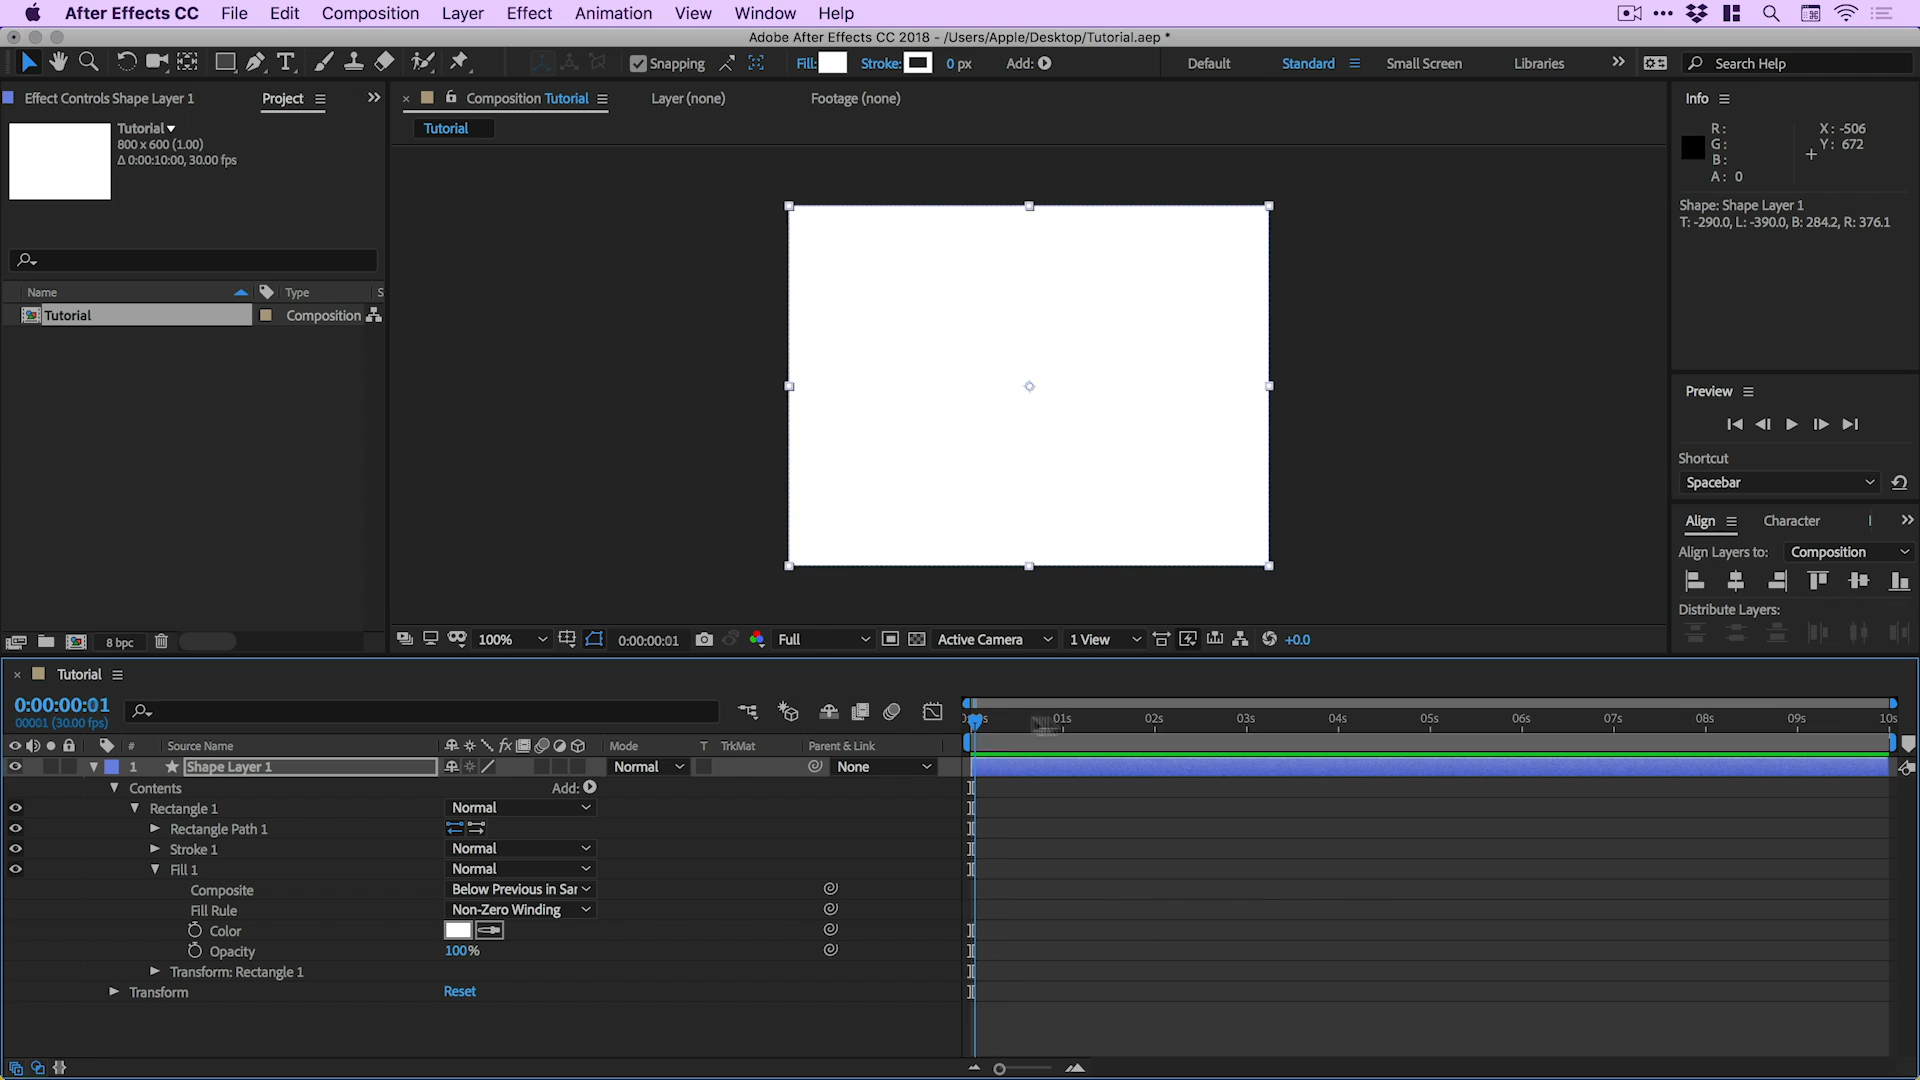 After Effects CC File Edit Composition Layer Effect Animation View Window Help
Adobe After Effects CC 2018 - /Users/Apple/Desktop/Tutorial.aep *
Snapping Fill: Stroke: 0 px Add: Default Standard Small Screen Libraries Search Help
Effect Controls Shape Layer 1 Project
Composition Tutorial Layer (none) Footage (none)
Info
Tutorial
800 x 600 (1.00)
Δ 0:00:10:00, 30.00 fps
Tutorial
R: X: -506
G: Y: 672
B:
A: 0
Shape: Shape Layer 1
T: -290.0, L: -390.0, B: 284.2, R: 376.1
Name Type S
Tutorial Composition
Preview
Shortcut
Spacebar
Align Character
Align Layers to: Composition
Distribute Layers:
8 bpc
100% 0:00:00:01 Full Active Camera 1 View +0.0
Tutorial
0:00:00:01
00001 (30.00 fps)
01s 02s 03s 04s 05s 06s 07s 08s 09s 10s
# Source Name fx Mode T TrkMat Parent & Link
1 Shape Layer 1 Normal None
Contents Add:
Rectangle 1 Normal
Rectangle Path 1
Stroke 1 Normal
Fill 1 Normal
Composite Below Previous in Sar
Fill Rule Non-Zero Winding
Color
Opacity 100%
Transform: Rectangle 1
Transform Reset